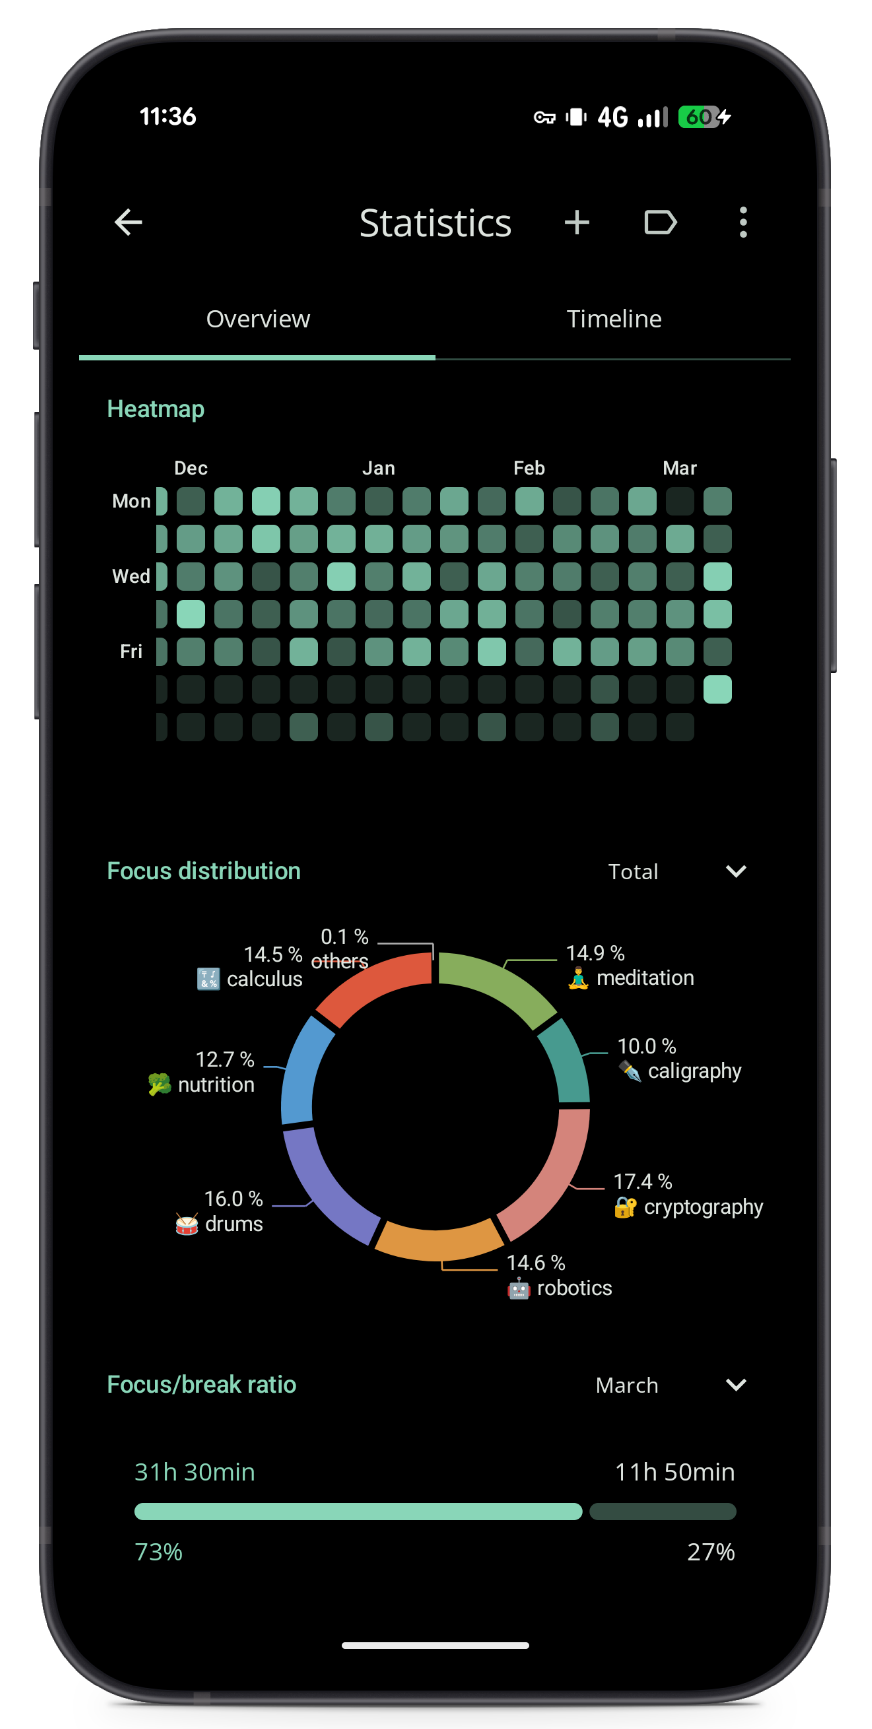 11:36
4G
60
Statistics
Overview
Timeline
Heatmap
Dec
Jan
Feb
Mar
Mon
Wed
Fri
Focus distribution
Total
0.1 %
others
14.5 %
calculus
14.9 %
meditation
10.0 %
caligraphy
12.7 %
nutrition
17.4 %
cryptography
16.0 %
drums
14.6 %
robotics
Focus/break ratio
March
31h 30min
11h 50min
73%
27%